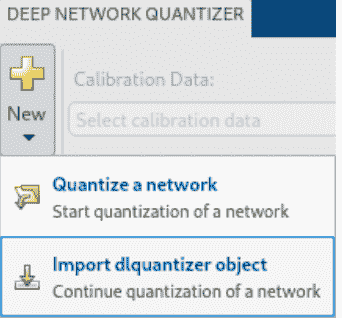 DEEP NETWORK QUANTIZER
Calibration Data:
New
Select calibration data
Quantize a network
Start quantization of a network
Import dlquantizer object
Continue quantization of a network